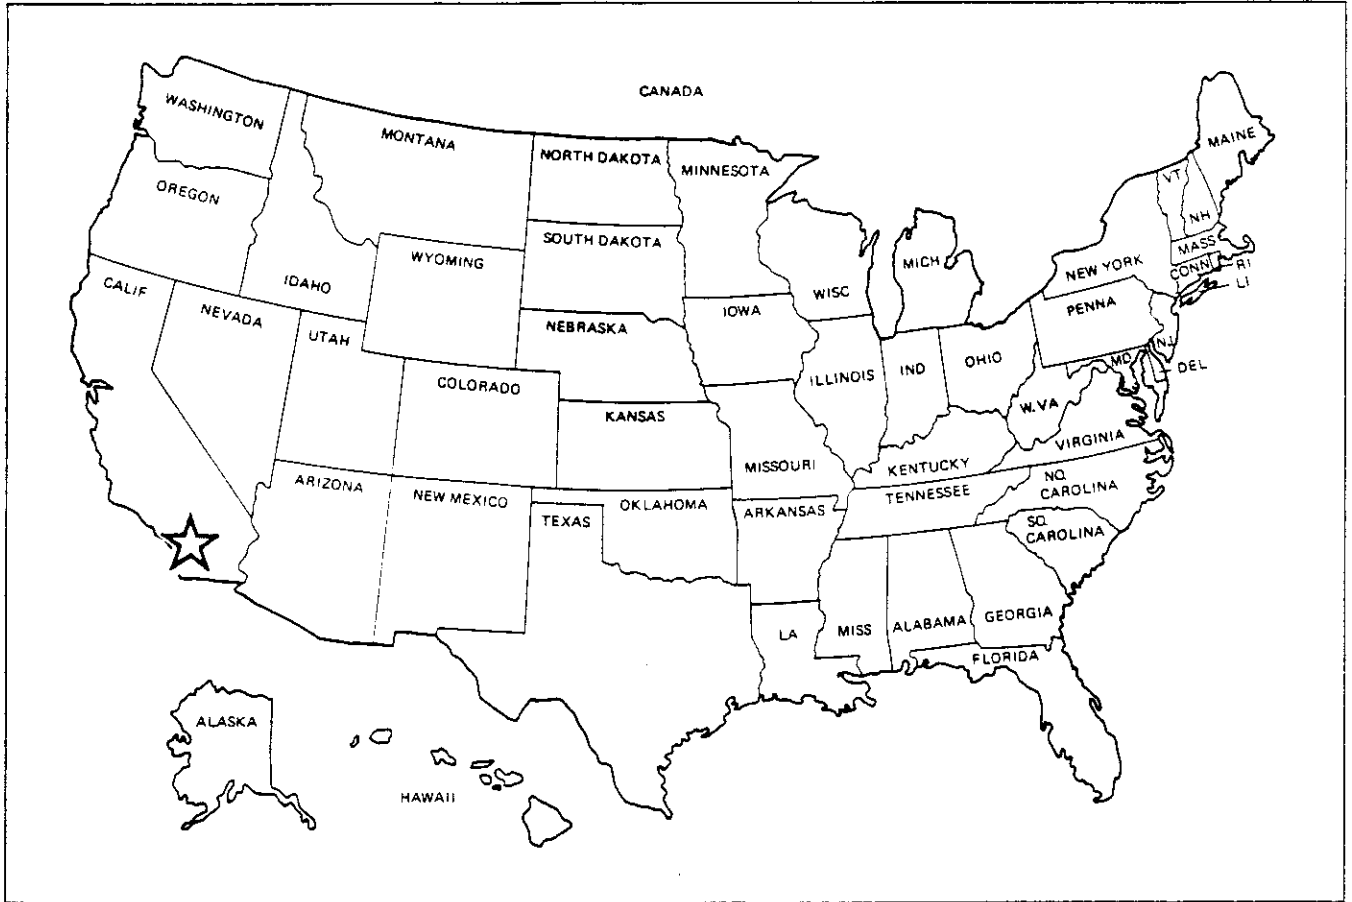 CANADA
WASHINGTON
MONTANA
NORTH DAKOTA
MINNESOTA
MAINE
VT
NH
OREGON
SOUTH DAKOTA
MASS
WYOMING
MICH
NEW YORK
CONN
RI
LI
IDAHO
CALIF
WISC
PENNA
NEVADA
IOWA
NEBRASKA
UTAH
NJ
MD
DEL
OHIO
IND
ILLINOIS
COLORADO
W.VA
KANSAS
VIRGINIA
MISSOURI
KENTUCKY
ARIZONA
NEW MEXICO
TENNESSEE
NO.
CAROLINA
OKLAHOMA
ARKANSAS
TEXAS
SO.
CAROLINA
LA
MISS
ALABAMA
GEORGIA
FLORIDA
ALASKA
HAWAII